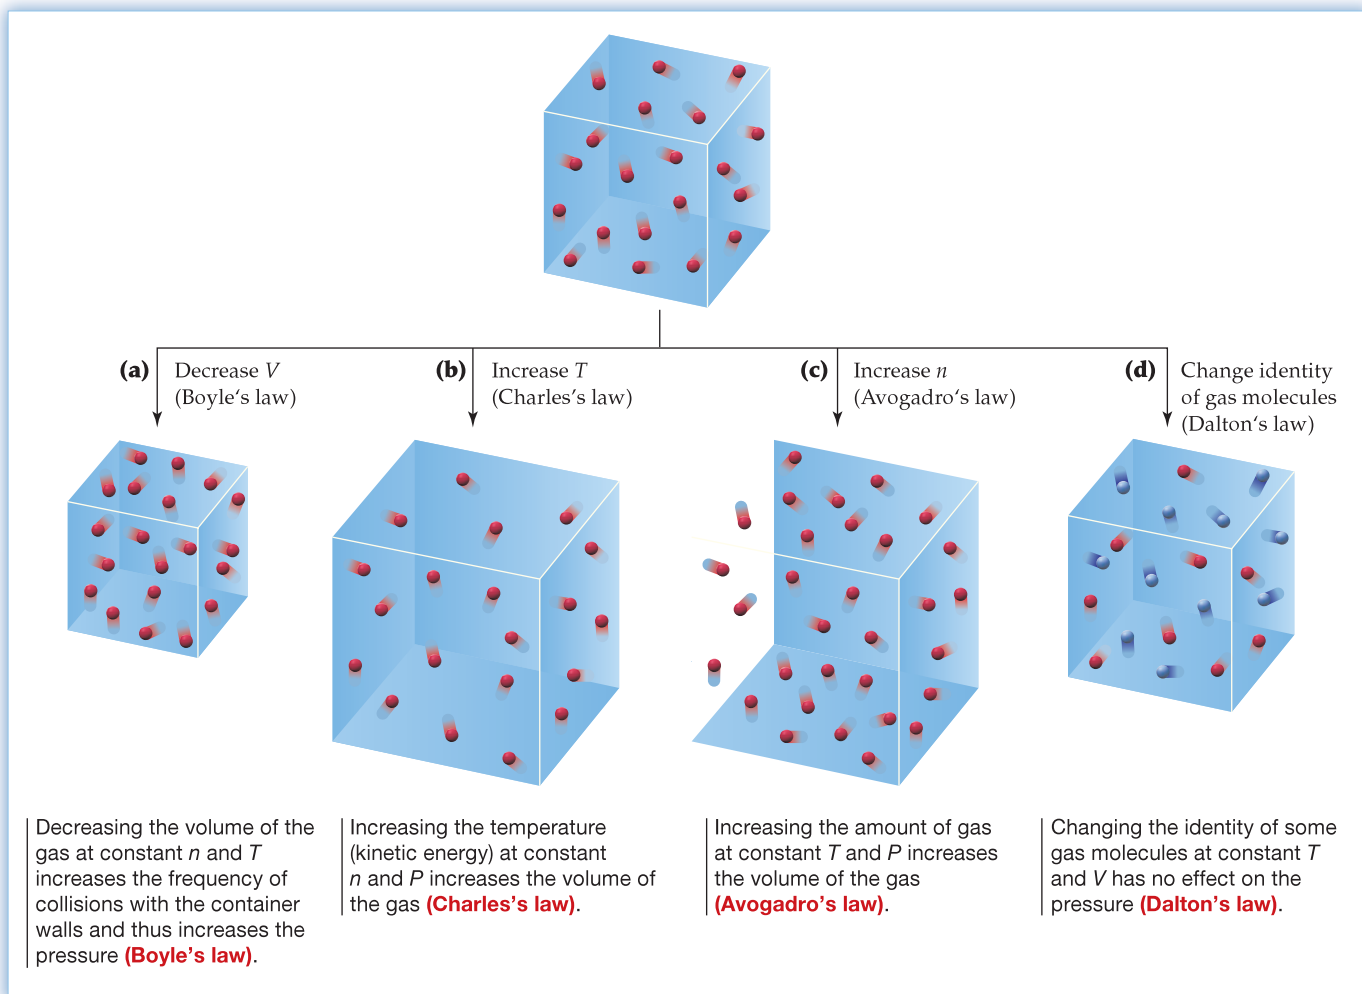 (a) Decrease V
(Boyle‘s law)
(b) Increase T
(Charles’s law)
(c) Increase n
(Avogadro‘s law)
(d) Change identity
of gas molecules
(Dalton‘s law)
Decreasing the volume of the
gas at constant n and T
increases the frequency of
collisions with the container
walls and thus increases the
pressure (Boyle’s law).
Increasing the temperature
(kinetic energy) at constant
n and P increases the volume of
the gas (Charles’s law).
Increasing the amount of gas
at constant T and P increases
the volume of the gas
(Avogadro’s law).
Changing the identity of some
gas molecules at constant T
and V has no effect on the
pressure (Dalton’s law).